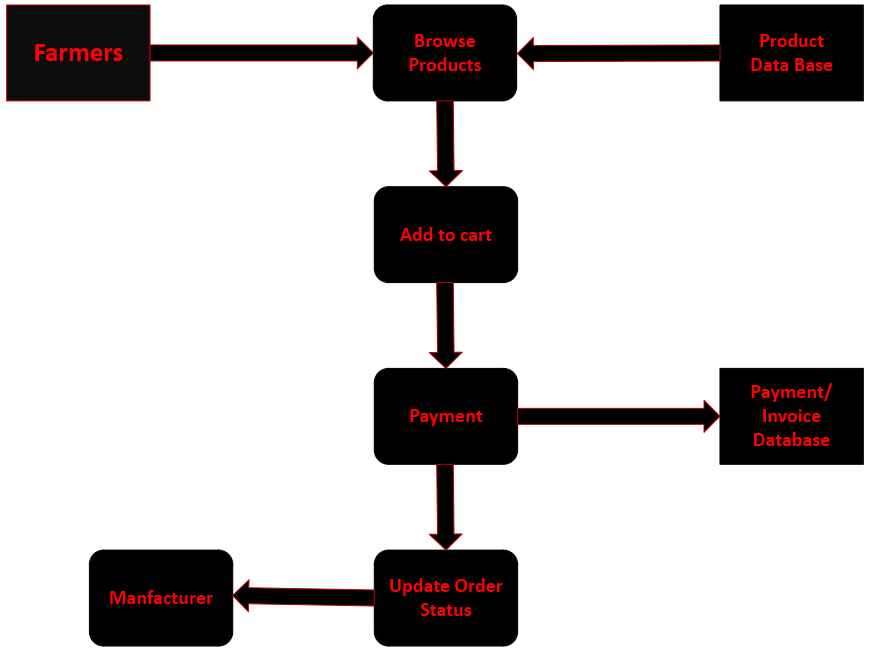 Farmers
Browse
Products
Product
Data Base
Add to cart
Payment
Payment/
Invoice
Database
Manfacturer
Update Order
Status